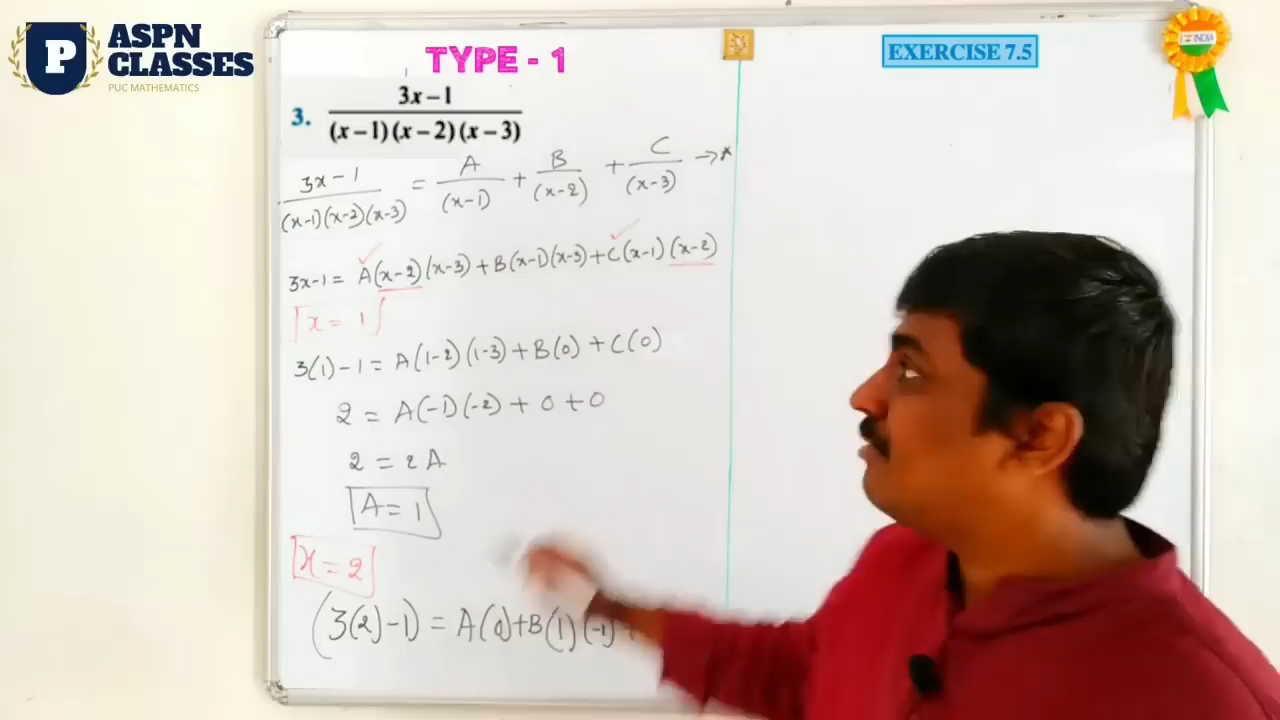 ASPN
CLASSES
PUC MATHEMATICS
P
TYPE - 1
EXERCISE 7.5
INDIA
3. 3x – 1
(x – 1)(x – 2)(x – 3)
3x - 1 / (x-1)(x-2)(x-3) = A / (x-1) + B / (x-2) + C / (x-3) →*
3x-1 = A(x-2)(x-3) + B(x-1)(x-3) + C(x-1)(x-2)
x = 1
3(1) - 1 = A(1-2)(1-3) + B(0) + C(0)
2 = A(-1)(-2) + 0 + 0
2 = 2A
A = 1
x = 2
(3(2) - 1) = A(0) + B(1)(-1) +